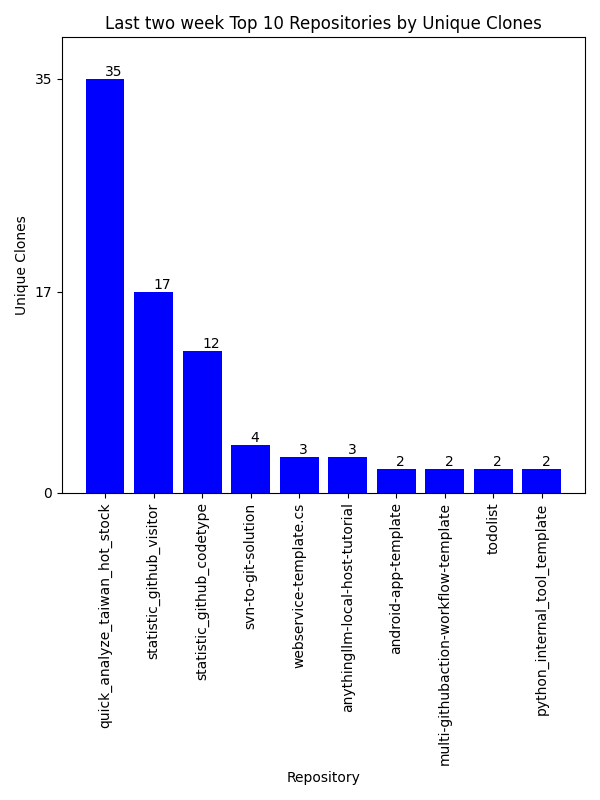 Last two week Top 10 Repositories by Unique Clones
Unique Clones
35
17
0
35
17
12
4
3
3
2
2
2
2
quick_analyze_taiwan_hot_stock
statistic_github_visitor
statistic_github_codetype
svn-to-git-solution
webservice-template.cs
anythingllm-local-host-tutorial
android-app-template
multi-githubaction-workflow-template
todolist
python_internal_tool_template
Repository